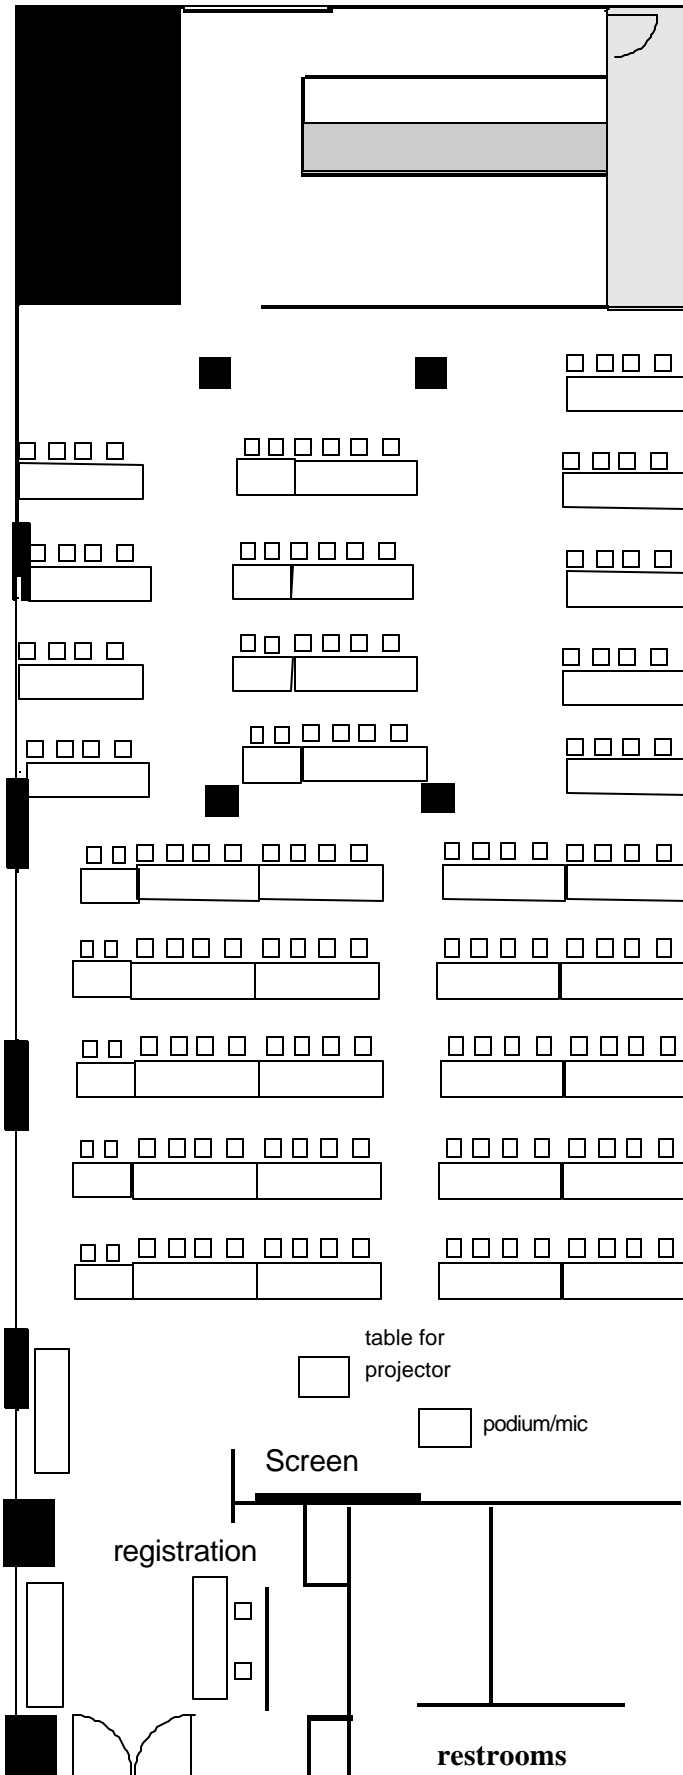 table for
projector
podium/mic
Screen
registration
restrooms